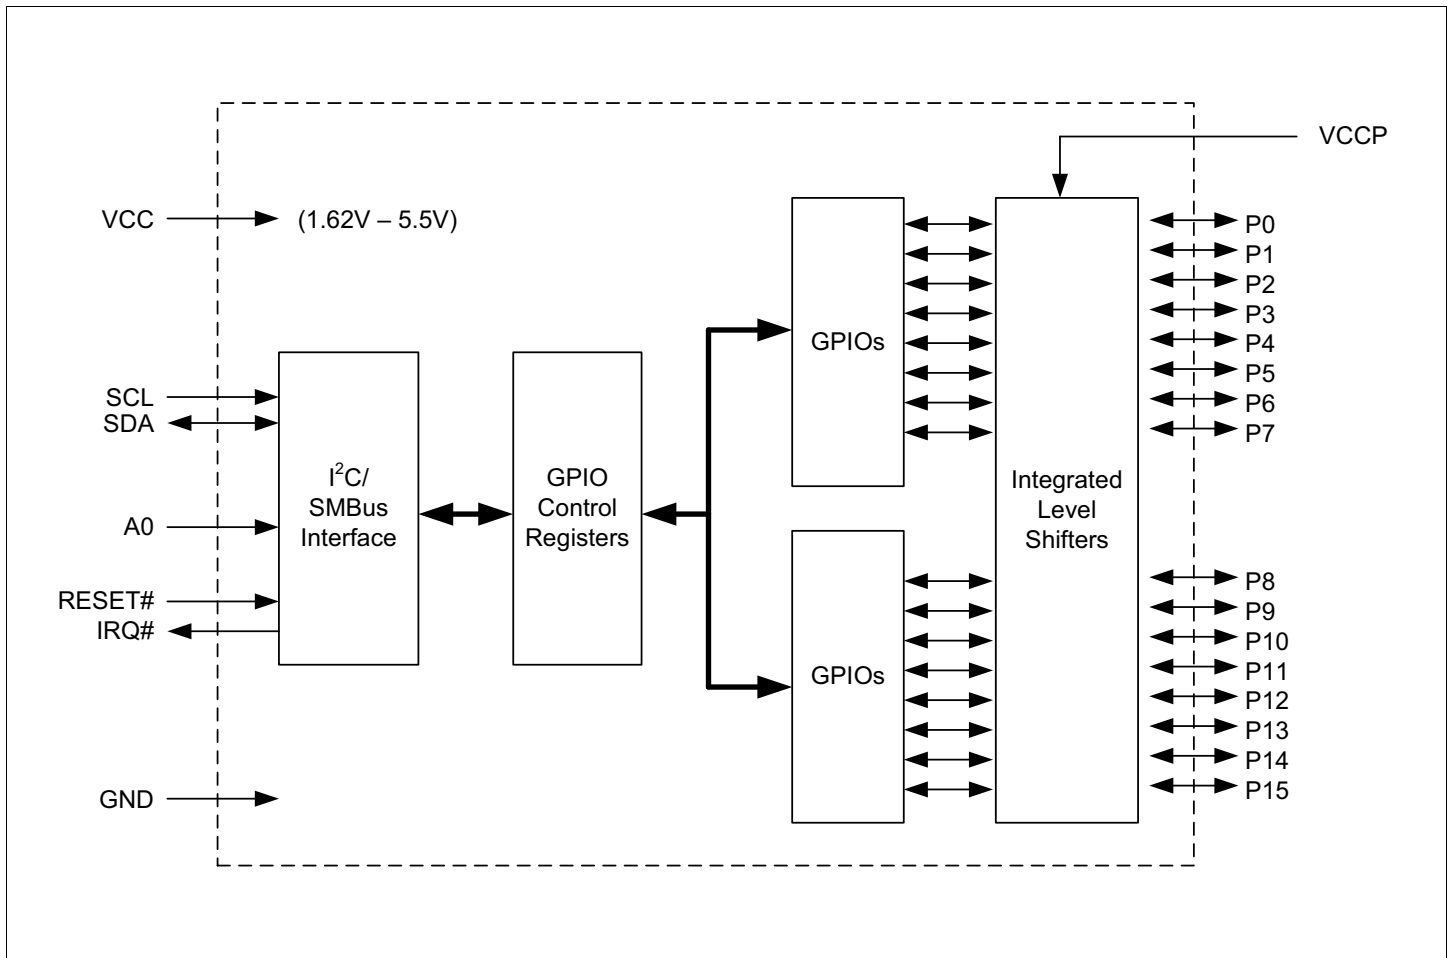 VCCP
VCC
(1.62V – 5.5V)
SCL
SDA
A0
RESET#
IRQ#
GND
I²C/
SMBus
Interface
GPIO
Control
Registers
GPIOs
GPIOs
Integrated
Level
Shifters
P0
P1
P2
P3
P4
P5
P6
P7
P8
P9
P10
P11
P12
P13
P14
P15